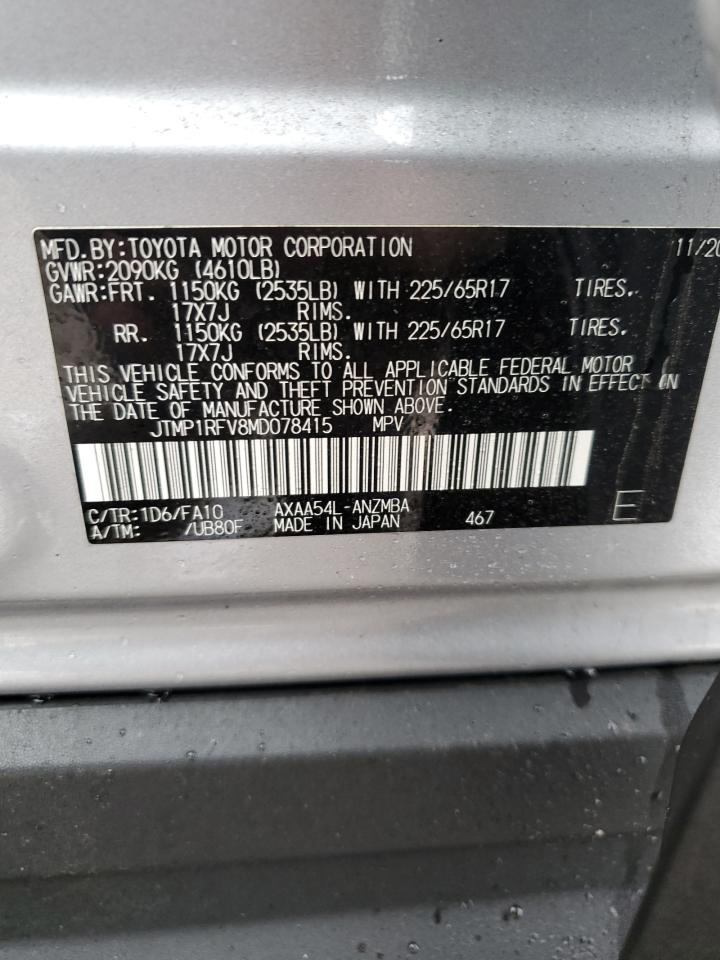 MFD.BY:TOYOTA MOTOR CORPORATION 11/20
GVWR:2090KG (4610LB)
GAWR:FRT. 1150KG (2535LB) WITH 225/65R17 TIRES.
17X7J RIMS.
RR. 1150KG (2535LB) WITH 225/65R17 TIRES.
17X7J RIMS.
THIS VEHICLE CONFORMS TO ALL APPLICABLE FEDERAL MOTOR
VEHICLE SAFETY AND THEFT PREVENTION STANDARDS IN EFFECT ON
THE DATE OF MANUFACTURE SHOWN ABOVE.
JTMP1RFV8MD078415 MPV
C/TR:1D6/FA10 AXAA54L-ANZMBA
A/TM: /UB80F MADE IN JAPAN 467 E